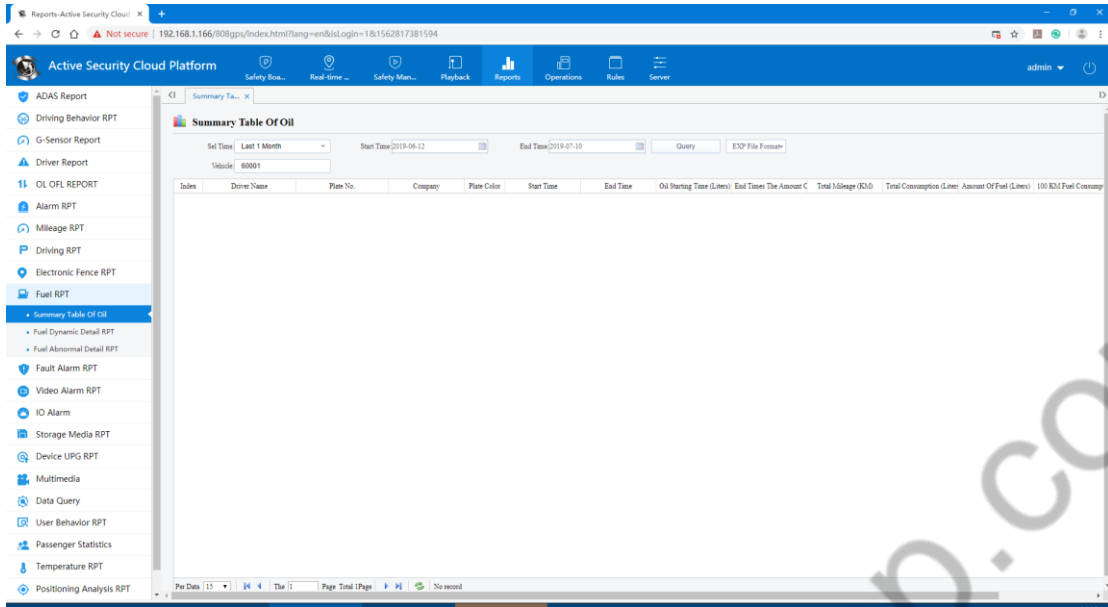 Reports-Active Security Cloud
Not secure | 192.168.1.166/808gps/index.html?lang=en&isLogin=1&1562817381594
Active Security Cloud Platform
Safety Boa... Real-time ... Safety Man... Playback Reports Operations Rules Server
admin
ADAS Report
Driving Behavior RPT
G-Sensor Report
Driver Report
OL OFL REPORT
Alarm RPT
Mileage RPT
Driving RPT
Electronic Fence RPT
Fuel RPT
Summary Table Of Oil
Fuel Dynamic Detail RPT
Fuel Abnormal Detail RPT
Fault Alarm RPT
Video Alarm RPT
IO Alarm
Storage Media RPT
Device UPG RPT
Multimedia
Data Query
User Behavior RPT
Passenger Statistics
Temperature RPT
Positioning Analysis RPT
Summary Ta...
Summary Table Of Oil
Sel Time: Last 1 Month Start Time: 2019-06-12 End Time: 2019-07-10 Query EXP File Format
Vehicle: 60001
Index Driver Name Plate No. Company Plate Color Start Time End Time Oil Starting Time (Liters) End Times The Amount C Total Mileage (KM) Total Consumption (Liter Amount Of Fuel (Liters) 100 KM Fuel Consump
Per Data 15 The 1 Page Total 1Page No record